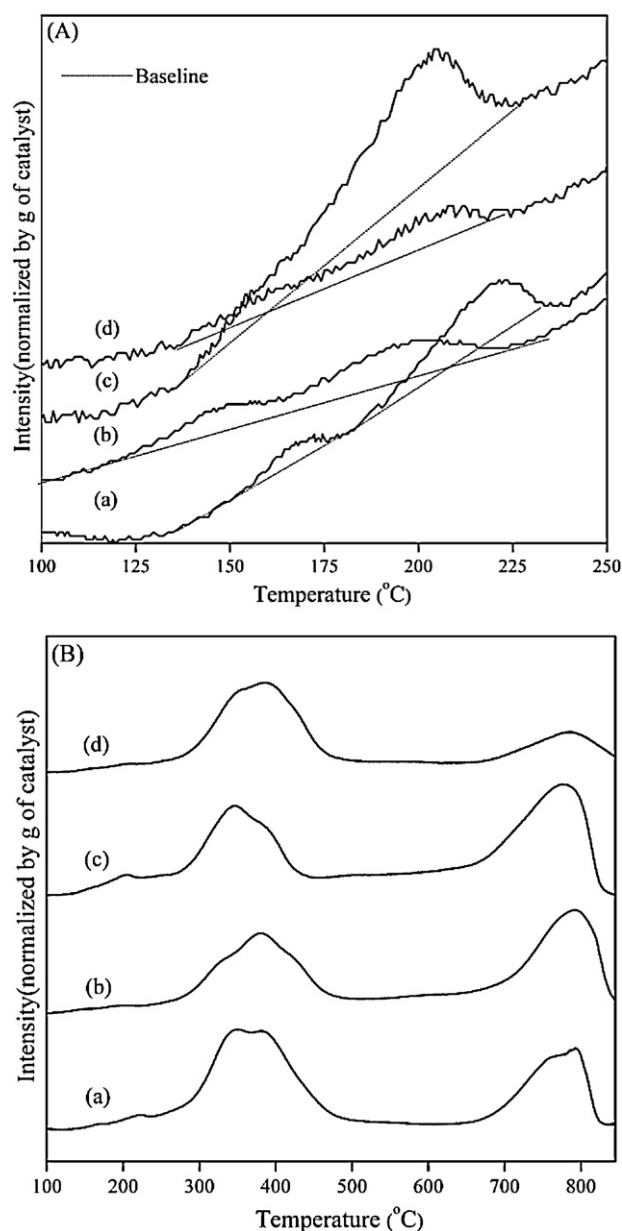 (A)
Baseline
Intensity(normalized by g of catalyst)
(d)
(c)
(b)
(a)
100 125 150 175 200 225 250
Temperature (°C)
(B)
Intensity(normalized by g of catalyst)
(d)
(c)
(b)
(a)
100 200 300 400 500 600 700 800
Temperature (°C)